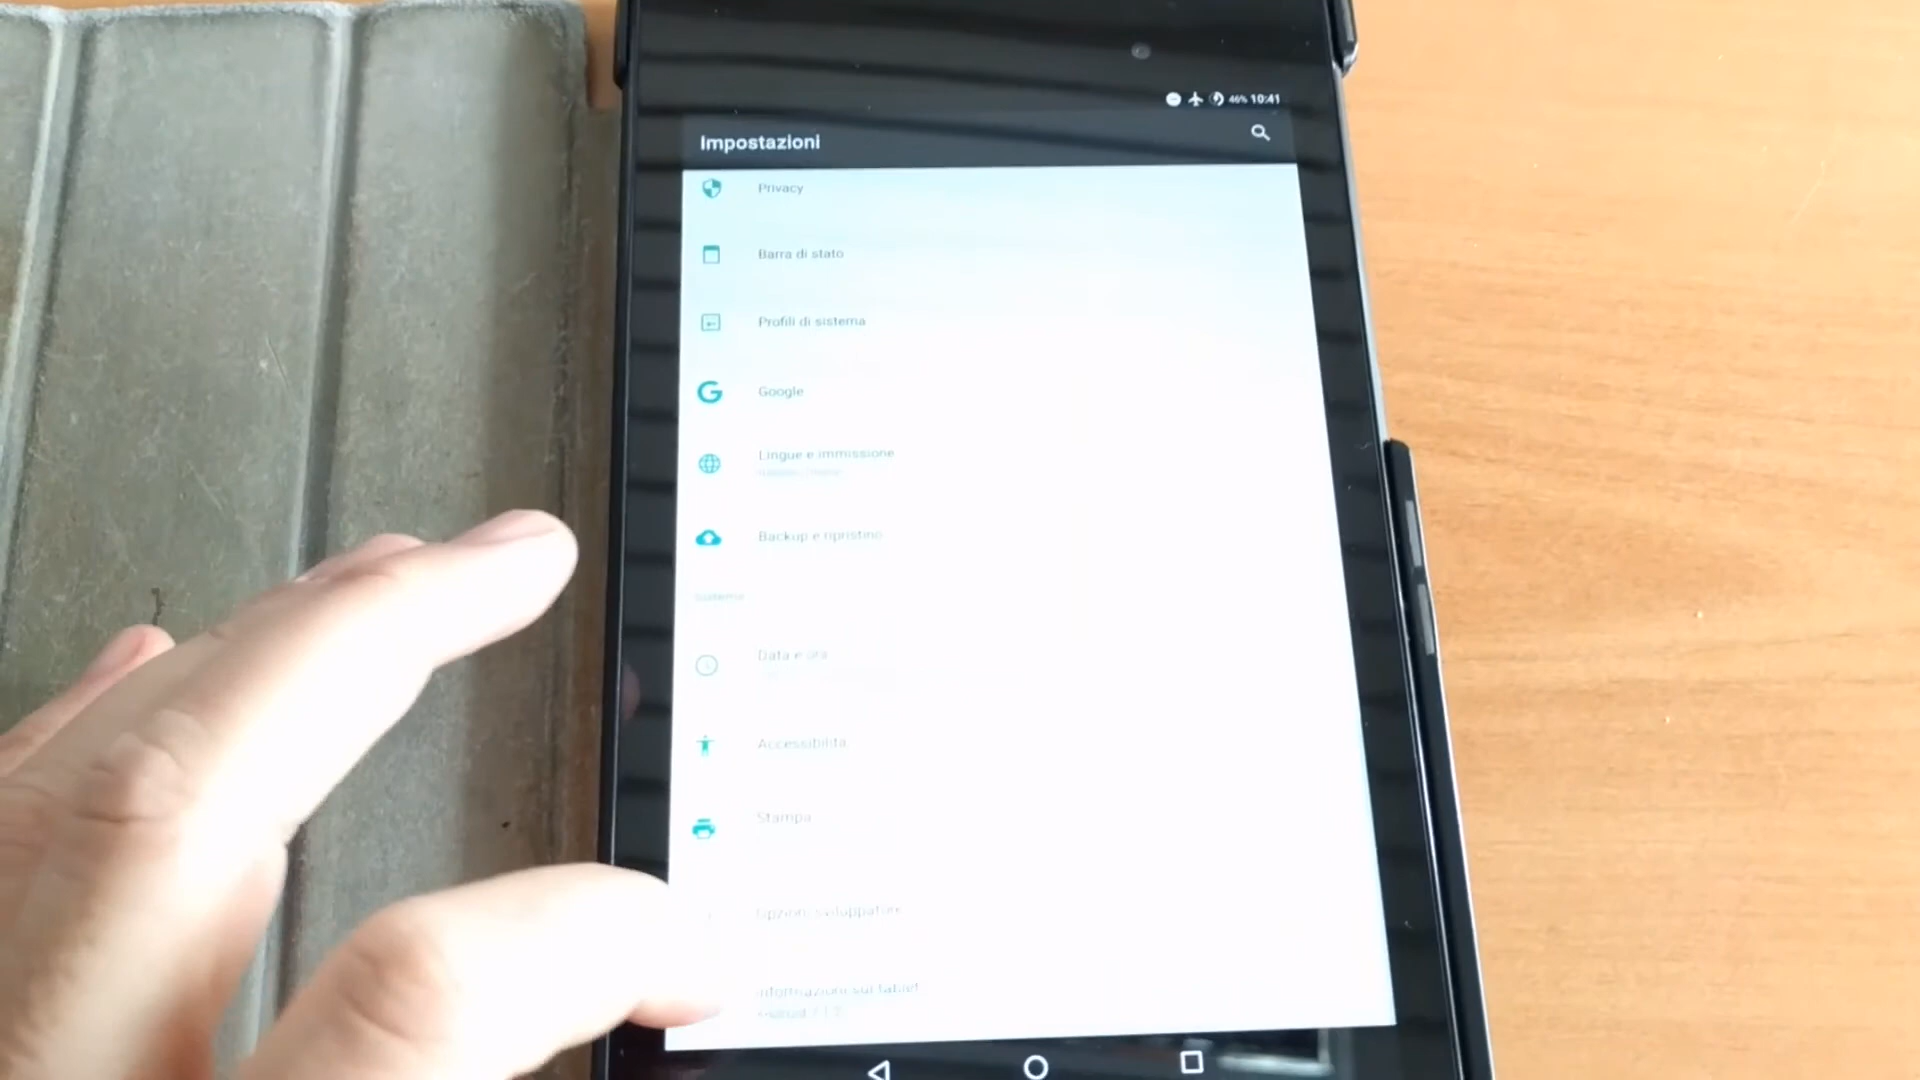 46% 10:41
Impostazioni
Privacy
Barra di stato
Profili di sistema
Google
Lingue e immissione
Backup e ripristino
Sistema
Data e ora
Accessibilità
Stampa
Opzioni sviluppatore
Informazioni sul tablet